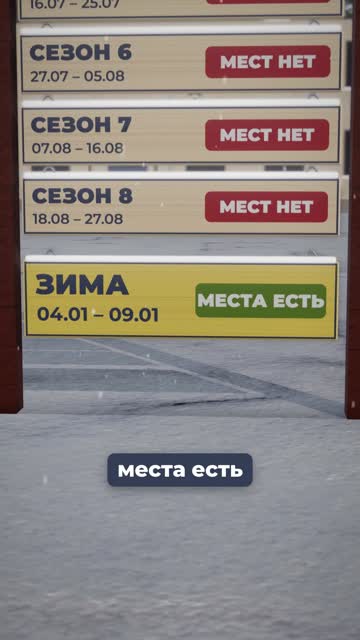 16.07 – 25.07
СЕЗОН 6
27.07 – 05.08
МЕСТ НЕТ
СЕЗОН 7
07.08 – 16.08
МЕСТ НЕТ
СЕЗОН 8
18.08 – 27.08
МЕСТ НЕТ
ЗИМА
04.01 – 09.01
МЕСТА ЕСТЬ
места есть